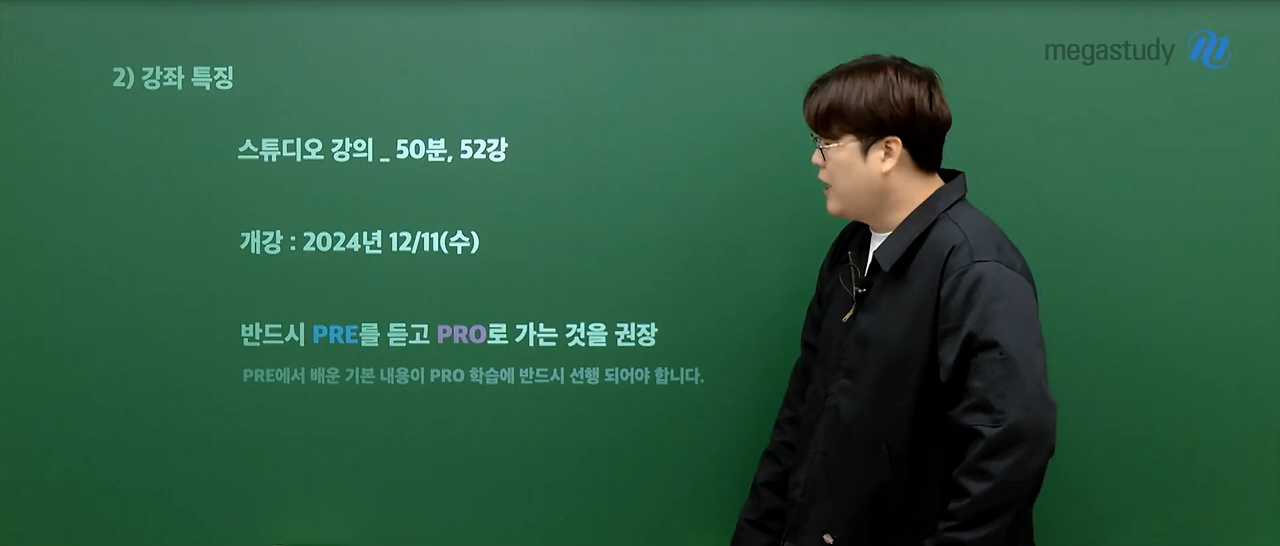 megastudy
2) 강좌 특징
스튜디오 강의 _ 50분, 52강
개강 : 2024년 12/11(수)
반드시 PRE를 듣고 PRO로 가는 것을 권장
PRE에서 배운 기본 내용이 PRO 학습에 반드시 선행 되어야 합니다.